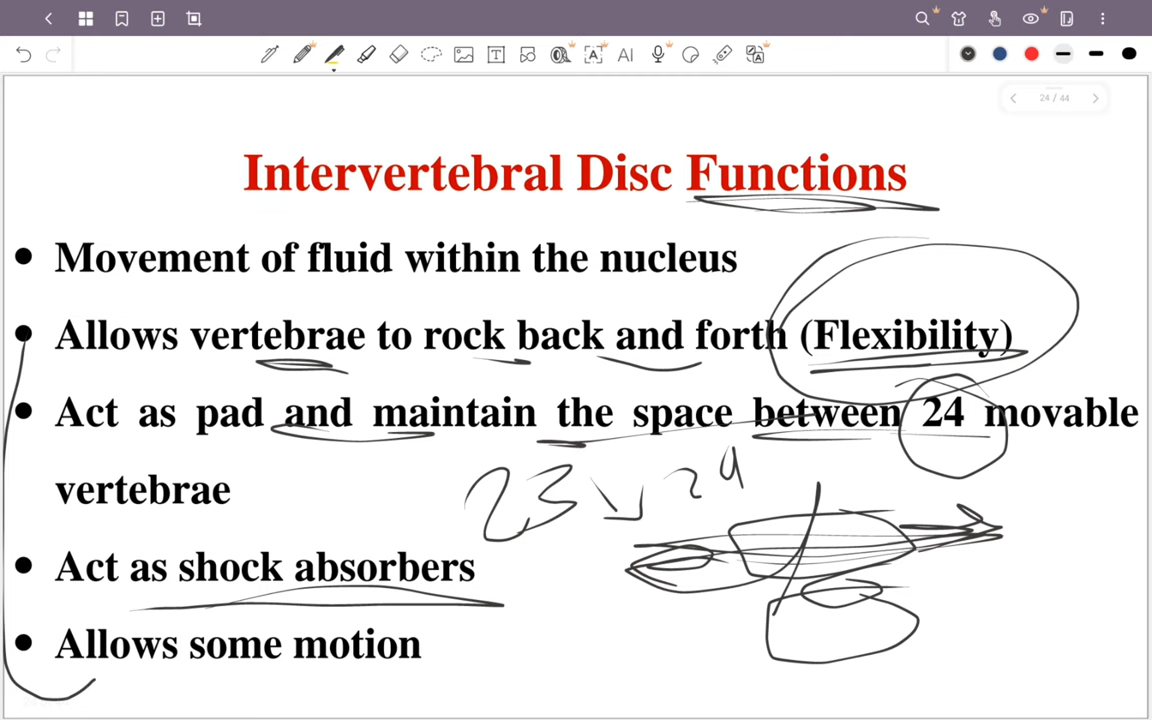 24 / 44
Intervertebral Disc Functions
• Movement of fluid within the nucleus
• Allows vertebrae to rock back and forth (Flexibility)
• Act as pad and maintain the space between 24 movable
vertebrae
23 24
• Act as shock absorbers
• Allows some motion